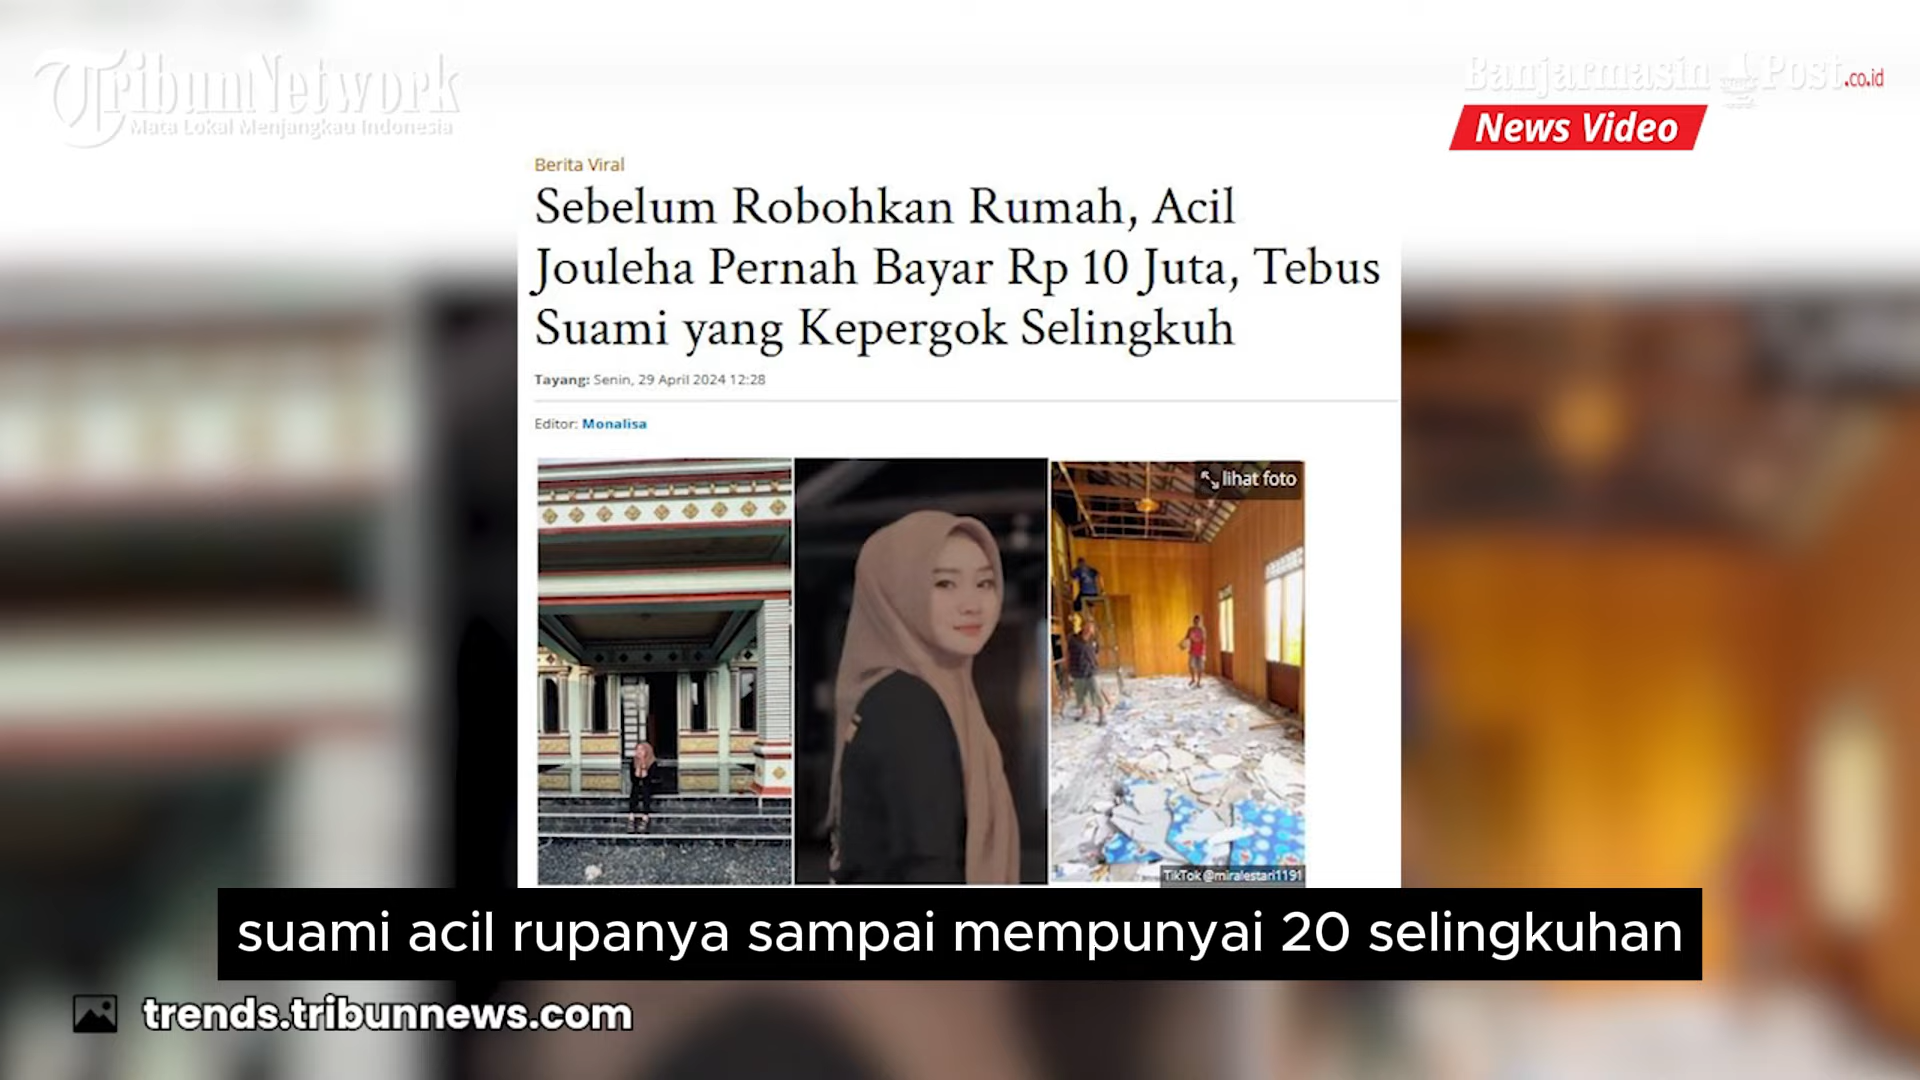 TribunNetwork
Mata Lokal Menjangkau Indonesia
Banjarmasin Post.co.id
News Video
Berita Viral
Sebelum Robohkan Rumah, Acil
Jouleha Pernah Bayar Rp 10 Juta, Tebus
Suami yang Kepergok Selingkuh
Tayang: Senin, 29 April 2024 12:28
Editor: Monalisa
lihat foto
TikTok @miralestari1191
suami acil rupanya sampai mempunyai 20 selingkuhan
trends.tribunnews.com